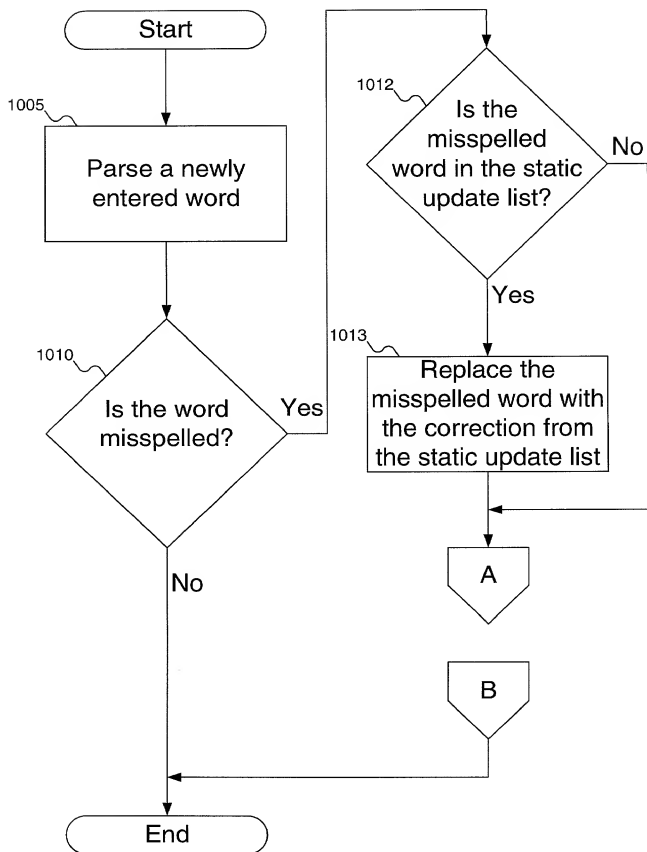 Start
1005
Parse a newly
entered word
1010
Is the word
misspelled?
Yes
No
1012
Is the
misspelled
word in the static
update list?
No
Yes
1013
Replace the
misspelled word with
the correction from
the static update list
A
B
End